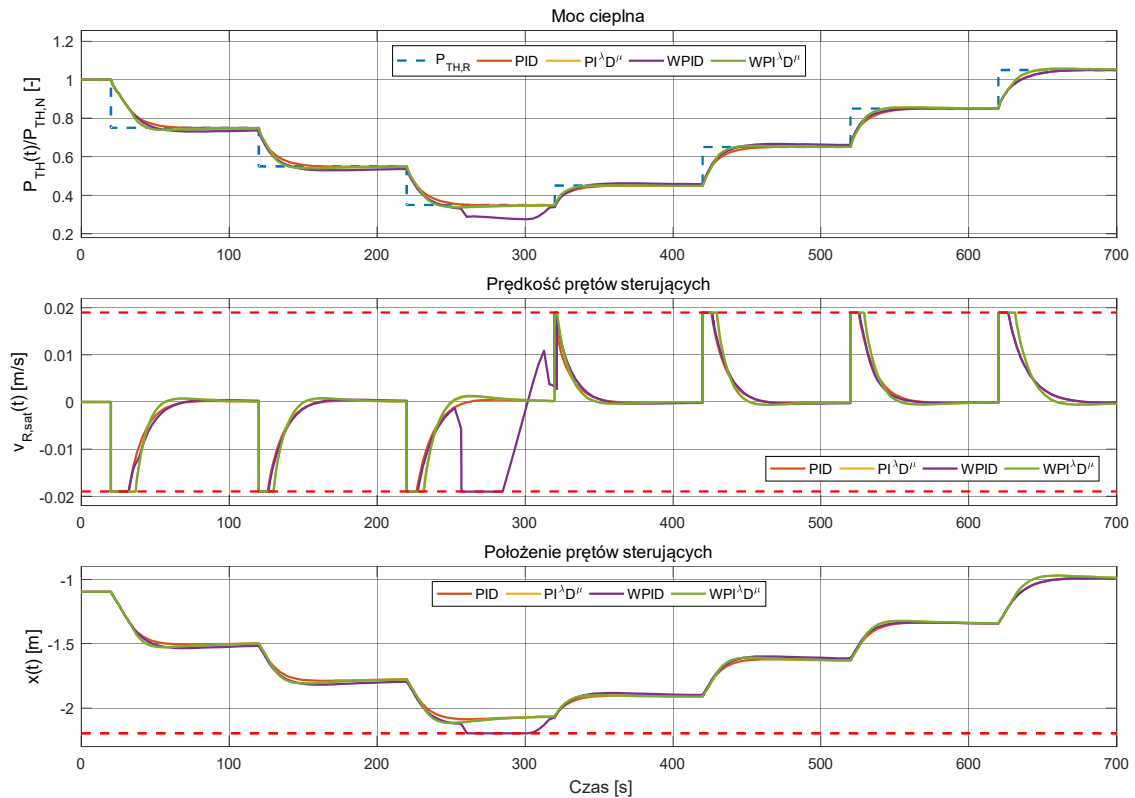 Moc cieplna
P_TH,R PID PI^λD^μ WPID WPI^λD^μ
P_TH(t)/P_TH,N [-]
1.2
1
0.8
0.6
0.4
0.2
0 100 200 300 400 500 600 700
Prędkość prętów sterujących
v_R,sat(t) [m/s]
0.02
0.01
0
-0.01
-0.02
PID PI^λD^μ WPID WPI^λD^μ
0 100 200 300 400 500 600 700
Położenie prętów sterujących
PID PI^λD^μ WPID WPI^λD^μ
x(t) [m]
-1
-1.5
-2
0 100 200 300 400 500 600 700
Czas [s]